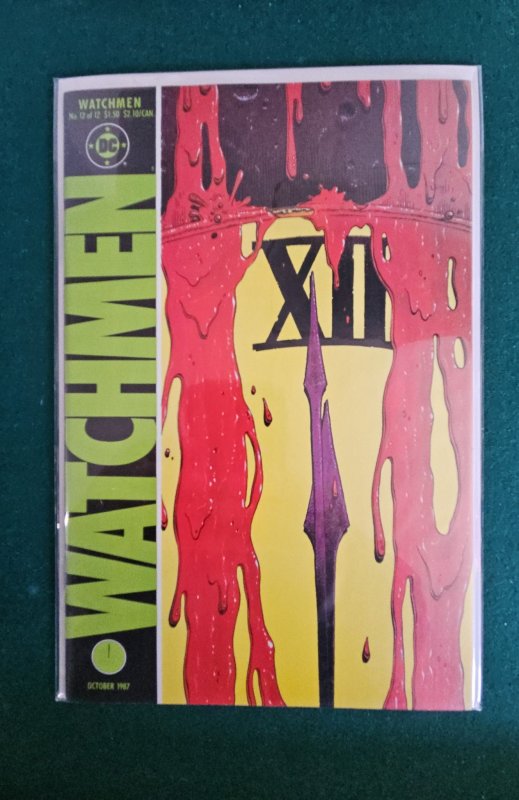 WATCHMEN
No. 12 of 12 $1.50 $2.10/CAN.
DC
WATCHMEN
OCTOBER 1987
XII